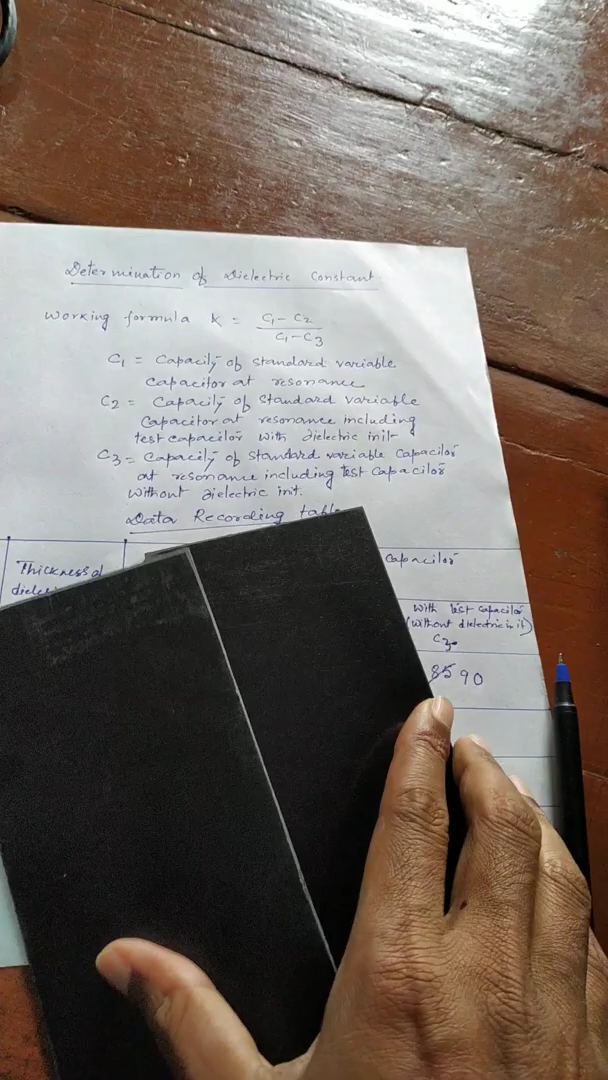 Determination of Dielectric Constant
Working formula K = C1 - C2 / C1 - C3
C1 = Capacity of standard variable
capacitor at resonance
C2 = Capacity of standard variable
Capacitor at resonance including
test capacitor with dielectric init
C3 = Capacity of standard variable Capacitor
at resonance including test Capacitor
without dielectric init.
Data Recording table
Thickness of
Capacitor
With test capacitor
(without dielectric in it)
C3
90